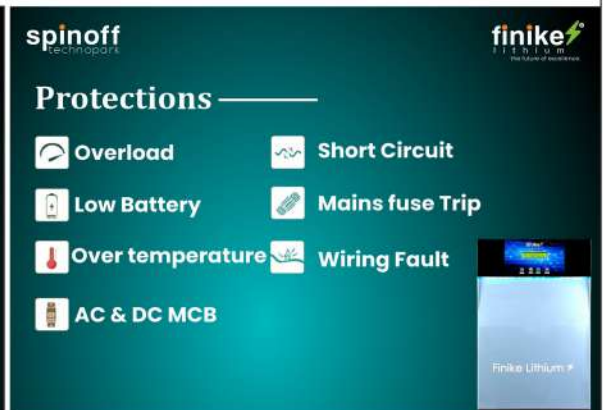 spinoff
technopark
finike
lithium
the future of excellence
Protections
Overload
Low Battery
Over temperature
AC & DC MCB
Short Circuit
Mains fuse Trip
Wiring Fault
Finike Lithium